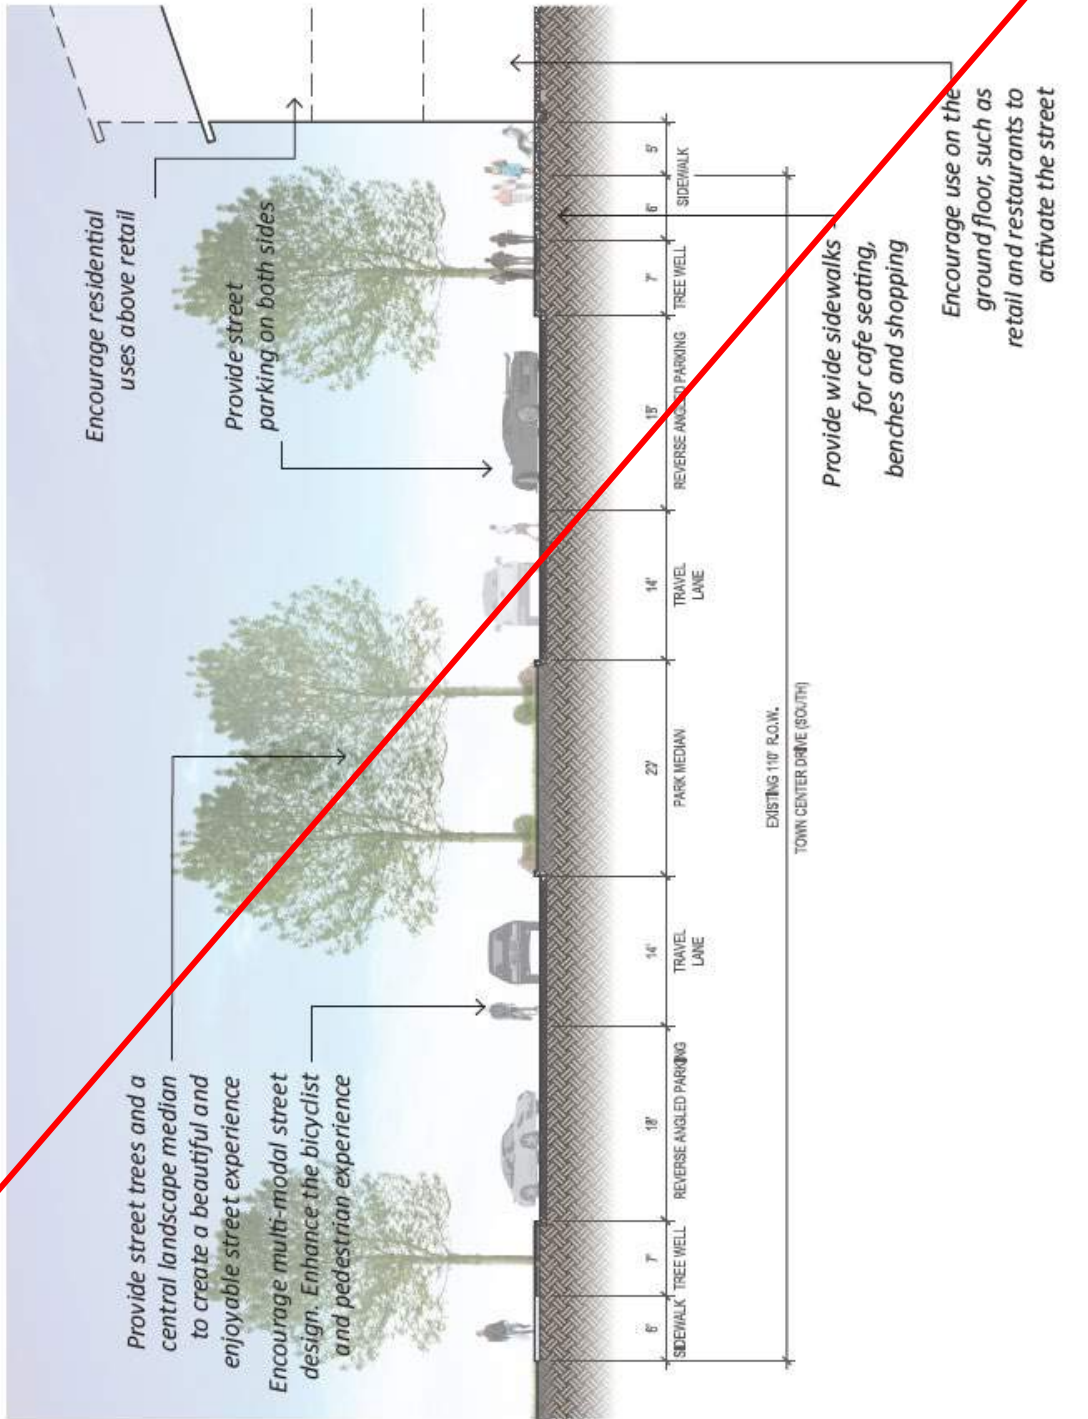 Provide street trees and a
central landscape median
to create a beautiful and
enjoyable street experience
Encourage multi-modal street
design. Enhance the bicyclist
and pedestrian experience
Encourage residential
uses above retail
Provide street
parking on both sides
6' 7' 18' 14' 20' 14' 18' 7' 6' 5'
SIDEWALK TREE WELL REVERSE ANGLED PARKING TRAVEL LANE PARK MEDIAN TRAVEL LANE REVERSE ANGLED PARKING TREE WELL SIDEWALK
EXISTING 110' R.O.W.
TOWN CENTER DRIVE (SOUTH)
Provide wide sidewalks
for cafe seating,
benches and shopping
Encourage use on the
ground floor, such as
retail and restaurants to
activate the street